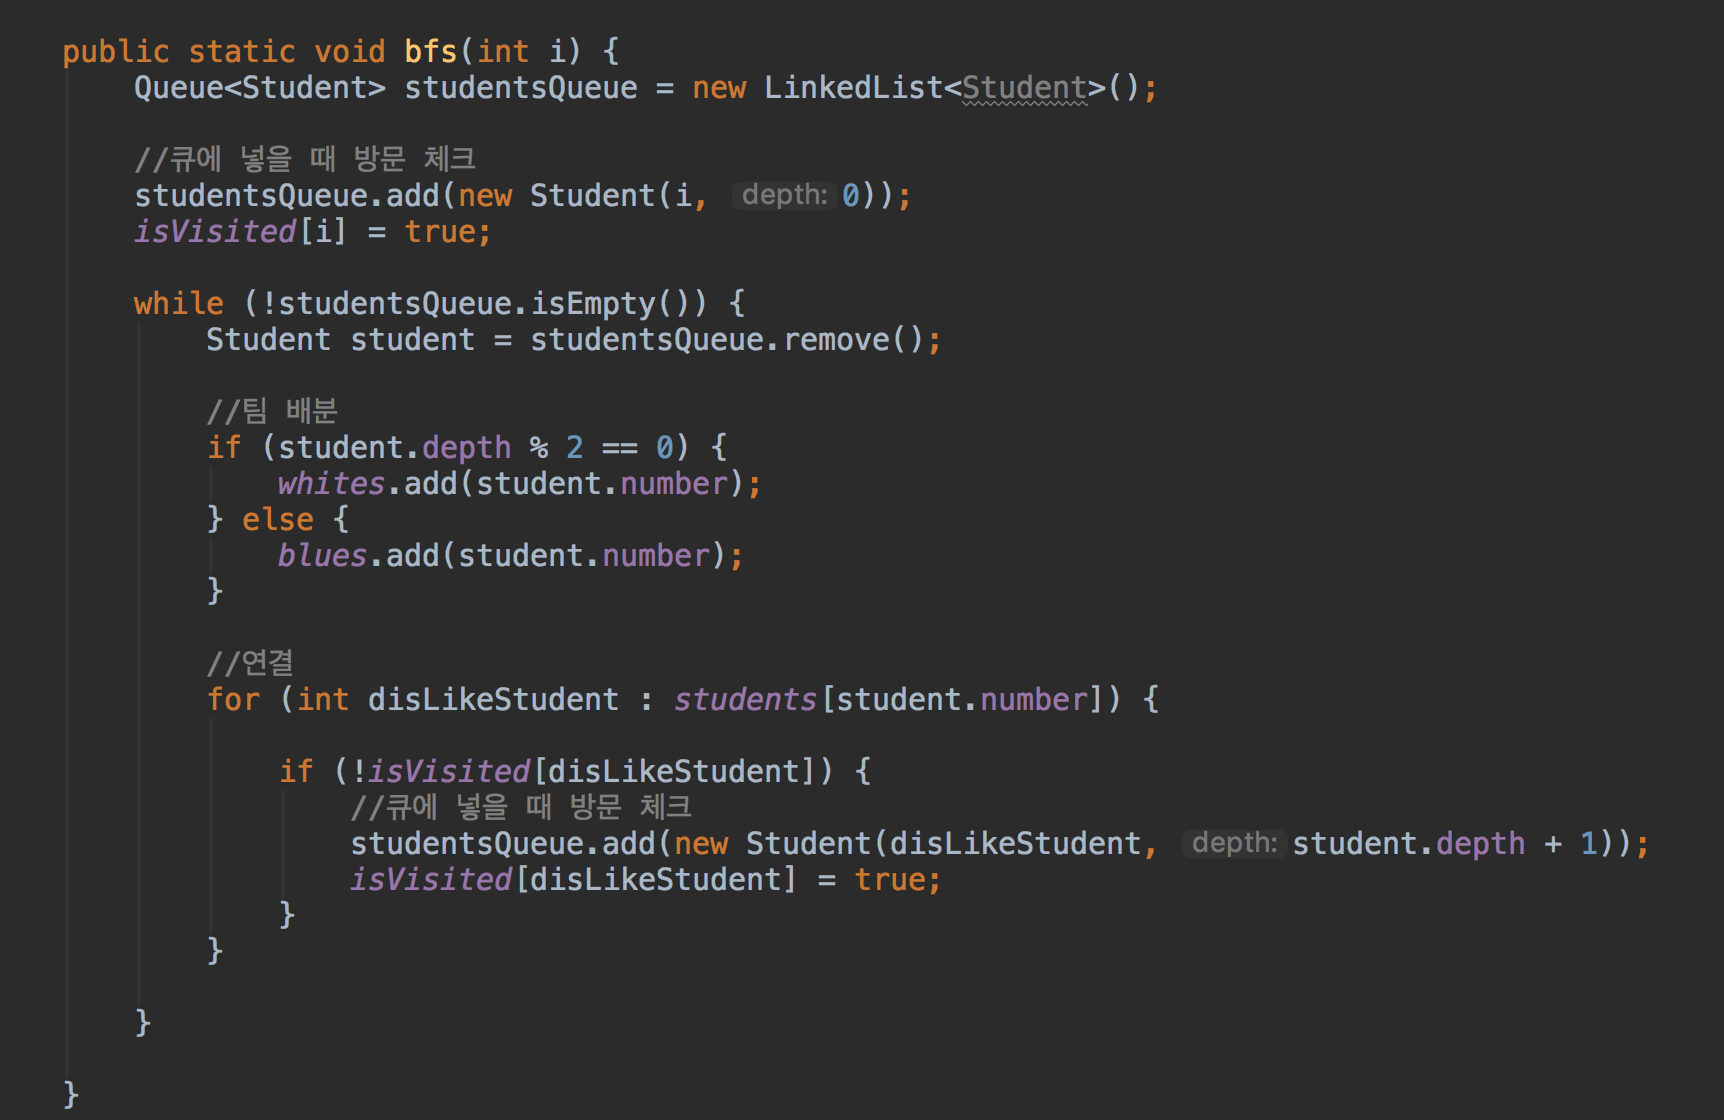 public static void bfs(int i) {
Queue<Student> studentsQueue = new LinkedList<Student>();
//큐에 넣을 때 방문 체크
studentsQueue.add(new Student(i, depth: 0));
isVisited[i] = true;
while (!studentsQueue.isEmpty()) {
Student student = studentsQueue.remove();
//팀 배분
if (student.depth % 2 == 0) {
whites.add(student.number);
} else {
blues.add(student.number);
}
//연결
for (int disLikeStudent : students[student.number]) {
if (!isVisited[disLikeStudent]) {
//큐에 넣을 때 방문 체크
studentsQueue.add(new Student(disLikeStudent, depth: student.depth + 1));
isVisited[disLikeStudent] = true;
}
}
}
}